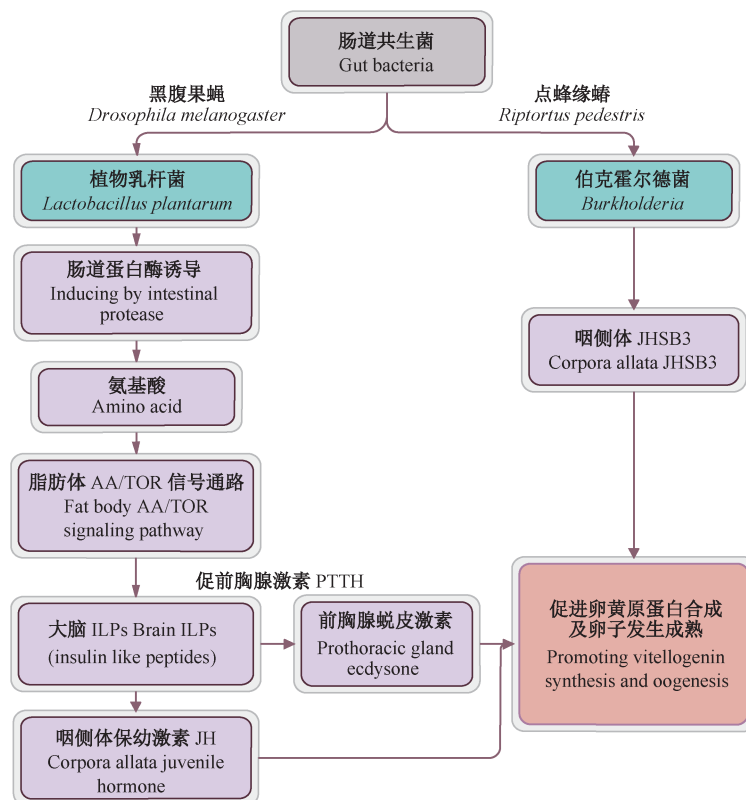 肠道共生菌
Gut bacteria
黑腹果蝇
Drosophila melanogaster
点蜂缘蝽
Riptortus pedestris
植物乳杆菌
Lactobacillus plantarum
伯克霍尔德菌
Burkholderia
肠道蛋白酶诱导
Inducing by intestinal
protease
咽侧体 JHSB3
Corpora allata JHSB3
氨基酸
Amino acid
脂肪体 AA/TOR 信号通路
Fat body AA/TOR
signaling pathway
促前胸腺激素 PTTH
大脑 ILPs Brain ILPs
(insulin like peptides)
前胸腺蜕皮激素
Prothoracic gland
ecdysone
促进卵黄原蛋白合成
及卵子发生成熟
Promoting vitellogenin
synthesis and oogenesis
咽侧体保幼激素 JH
Corpora allata juvenile
hormone